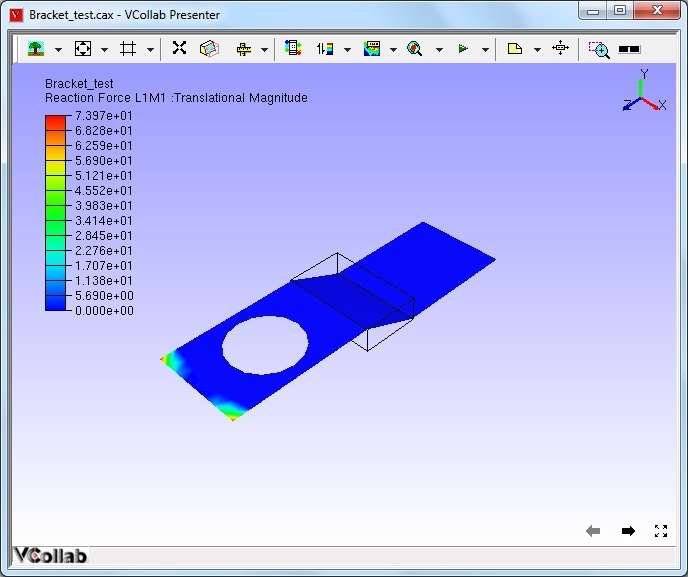 Bracket_test.cax - VCollab Presenter
Bracket_test
Reaction Force L1M1 :Translational Magnitude
7.397e+01
6.828e+01
6.259e+01
5.690e+01
5.121e+01
4.552e+01
3.983e+01
3.414e+01
2.845e+01
2.276e+01
1.707e+01
1.138e+01
5.690e+00
0.000e+00
Y
Z X
VCollab